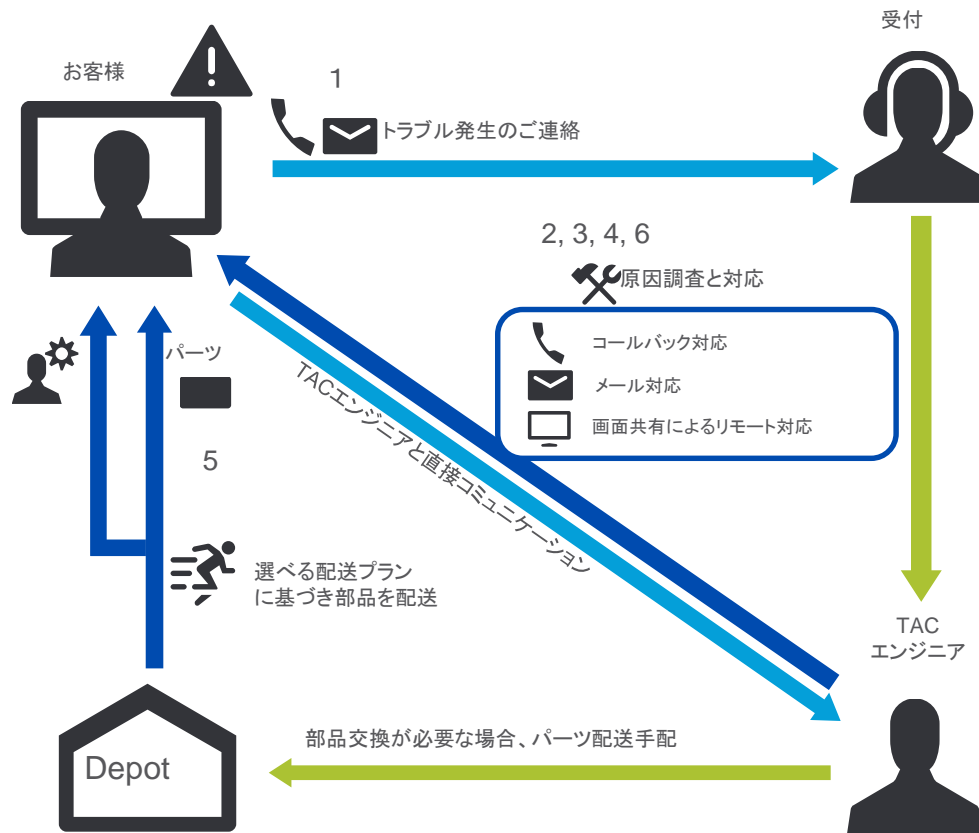 受付
お客様
1
トラブル発生のご連絡
2, 3, 4, 6
原因調査と対応
コールバック対応
メール対応
画面共有によるリモート対応
パーツ
5
TACエンジニアと直接コミュニケーション
選べる配送プラン
に基づき部品を配送
TAC
エンジニア
部品交換が必要な場合、パーツ配送手配
Depot